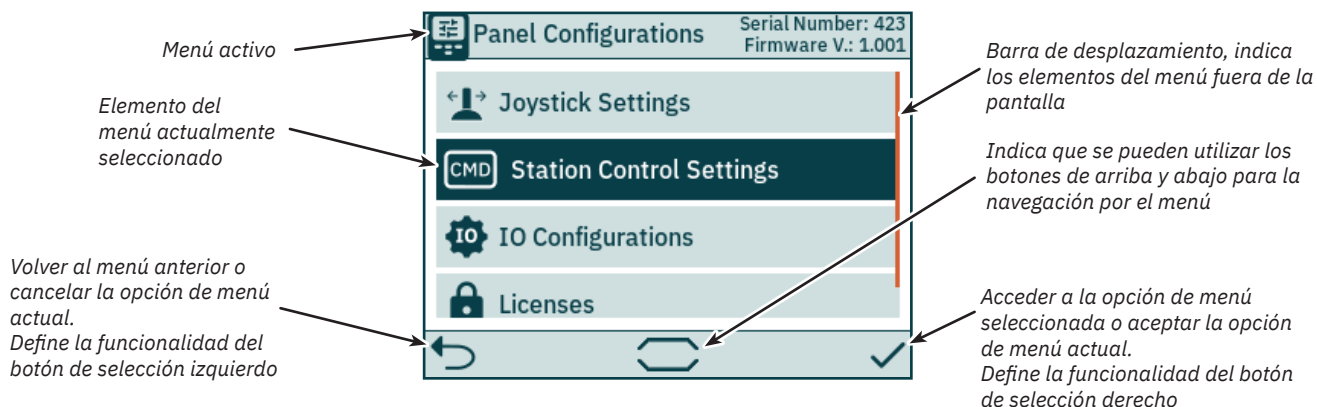 Menú activo
Elemento del
menú actualmente
seleccionado
Volver al menú anterior o
cancelar la opción de menú
actual.
Define la funcionalidad del
botón de selección izquierdo
Panel Configurations
Serial Number: 423
Firmware V.: 1.001
Joystick Settings
CMD Station Control Settings
IO IO Configurations
Licenses
Barra de desplazamiento, indica
los elementos del menú fuera de la
pantalla
Indica que se pueden utilizar los
botones de arriba y abajo para la
navegación por el menú
Acceder a la opción de menú
seleccionada o aceptar la opción
de menú actual.
Define la funcionalidad del botón
de selección derecho